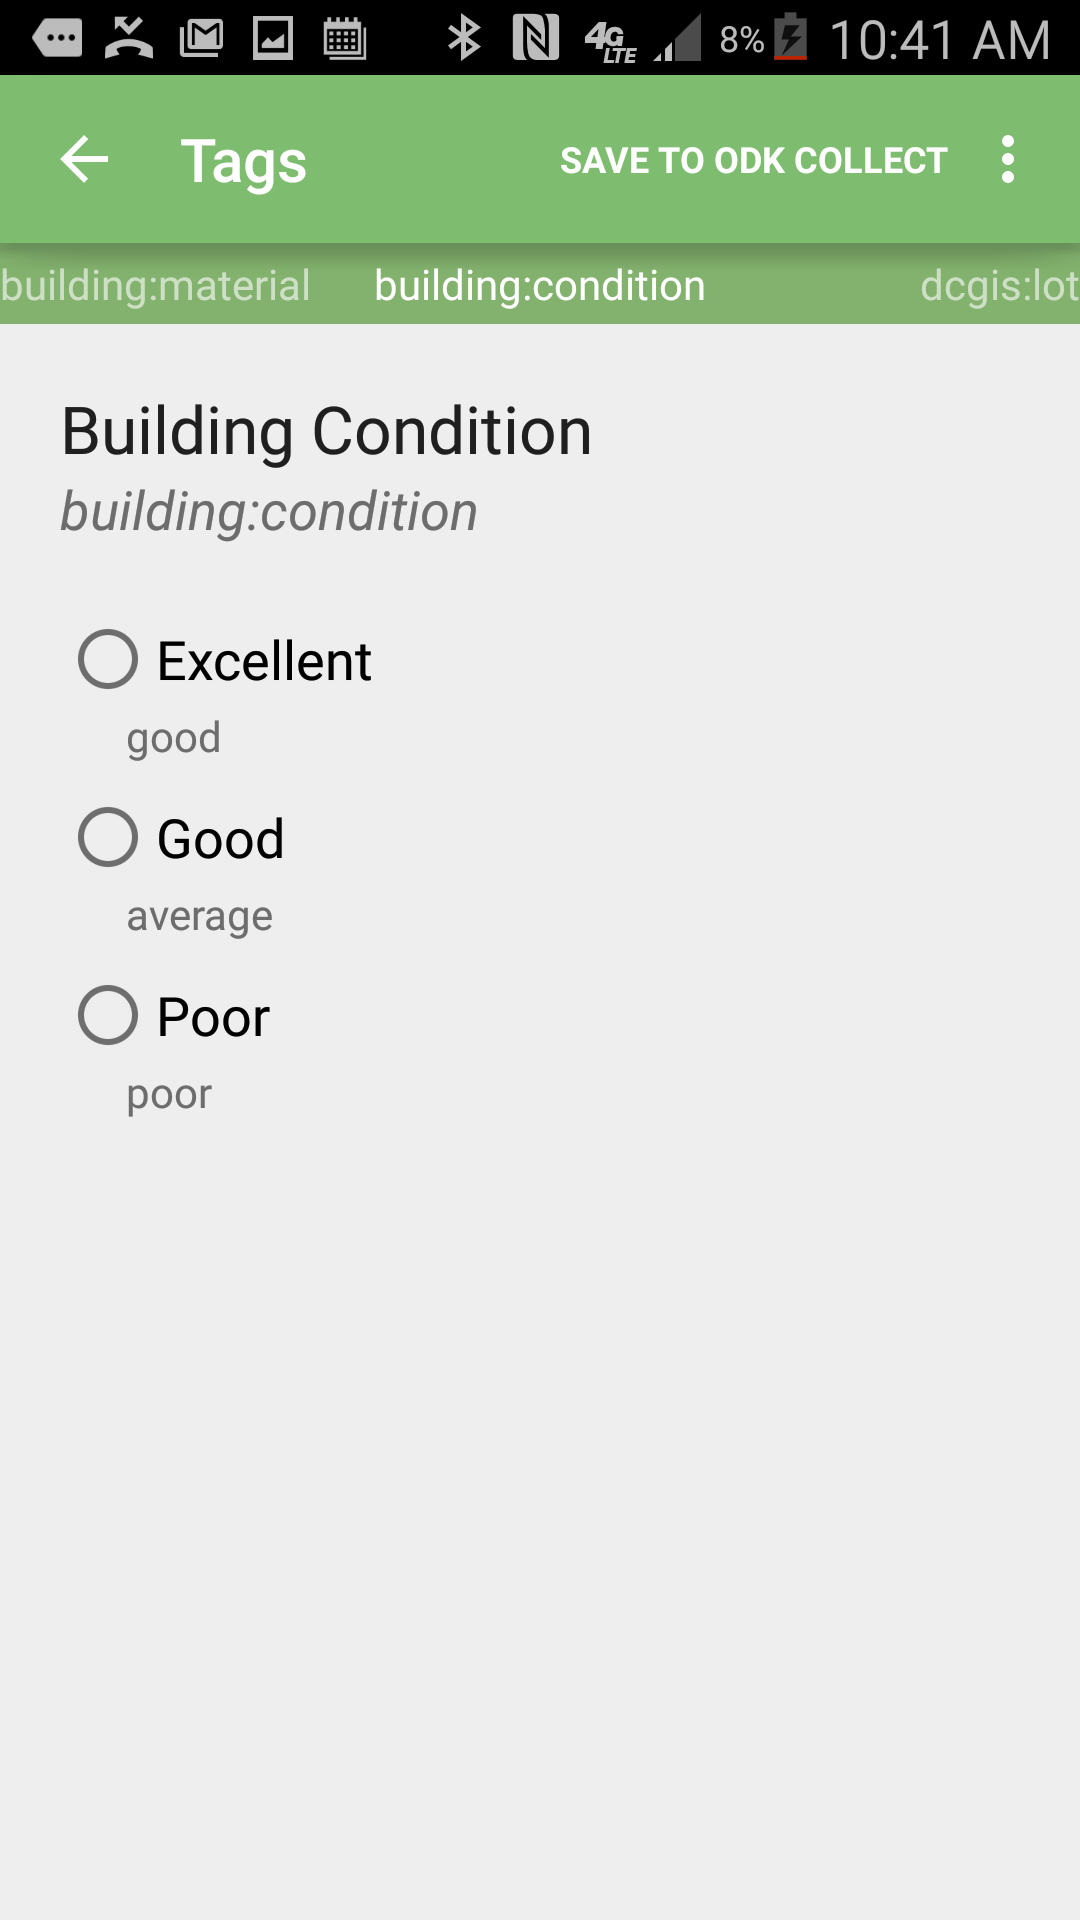 4G LTE 8% 10:41 AM
Tags SAVE TO ODK COLLECT
building:material building:condition dcgis:lot
Building Condition
building:condition
Excellent
good
Good
average
Poor
poor